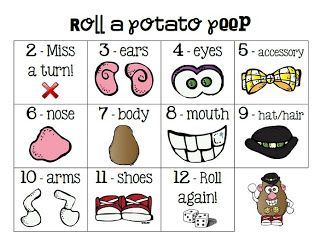 Roll a Potato Peep
2 - Miss
a turn!
3 - ears
4 - eyes
5 - accessory
6 - nose
7 - body
8 - mouth
9 - hat/hair
10 - arms
11 - shoes
12 - Roll
again!